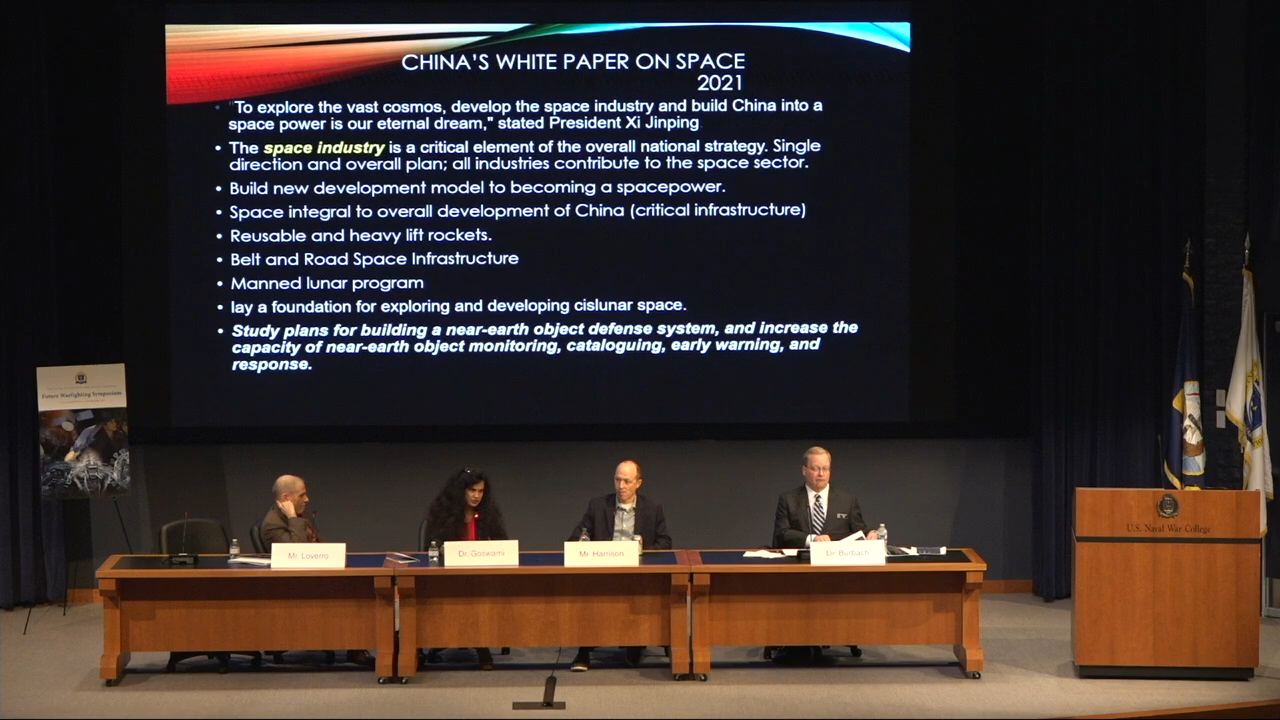 CHINA'S WHITE PAPER ON SPACE
2021
• "To explore the vast cosmos, develop the space industry and build China into a
space power is our eternal dream," stated President Xi Jinping
• The space industry is a critical element of the overall national strategy. Single
direction and overall plan; all industries contribute to the space sector.
• Build new development model to becoming a spacepower.
• Space integral to overall development of China (critical infrastructure)
• Reusable and heavy lift rockets.
• Belt and Road Space Infrastructure
• Manned lunar program
• lay a foundation for exploring and developing cislunar space.
• Study plans for building a near-earth object defense system, and increase the
capacity of near-earth object monitoring, cataloguing, early warning, and
response.
Future Warfighting Symposium
Mr. Loverro
Dr. Goswami
Mr. Harrison
Dr. Burbach
U.S. Naval War College